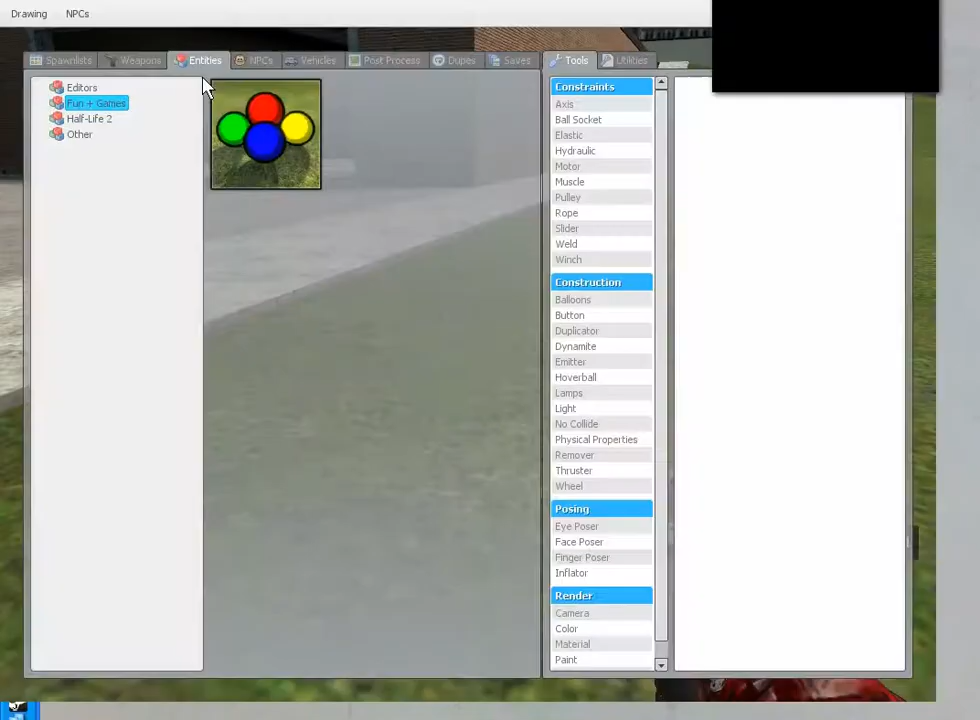 Drawing NPCs
Spawnlists Weapons Entities NPCs Vehicles Post Process Dupes Saves Tools Utilities
Editors
Fun + Games
Half-Life 2
Other
Constraints
Axis
Ball Socket
Elastic
Hydraulic
Motor
Muscle
Pulley
Rope
Slider
Weld
Winch
Construction
Balloons
Button
Duplicator
Dynamite
Emitter
Hoverball
Lamps
Light
No Collide
Physical Properties
Remover
Thruster
Wheel
Posing
Eye Poser
Face Poser
Finger Poser
Inflator
Render
Camera
Color
Material
Paint